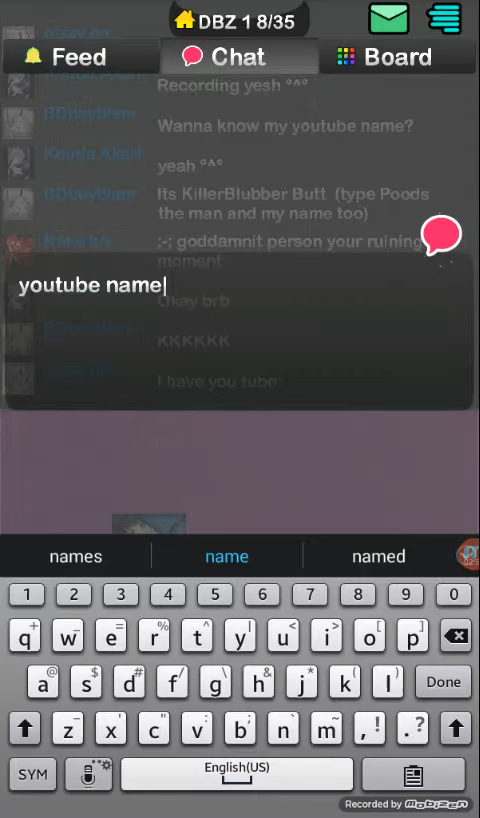 DBZ 1 8/35
Feed
Chat
Board
Recording yesh °^°
Wanna know my youtube name?
yeah °^°
Its KillerBlubber Butt (type Poods
the man and my name too)
;-; goddamnit person your ruining
moment
youtube name
Okay brb
KKKKKK
I have you tube
names
name
named
1 2 3 4 5 6 7 8 9 0
q w e r t y u i o p
a s d f g h j k l Done
z x c v b n m , ! . ?
SYM
English(US)
Recorded by MOBIZEN